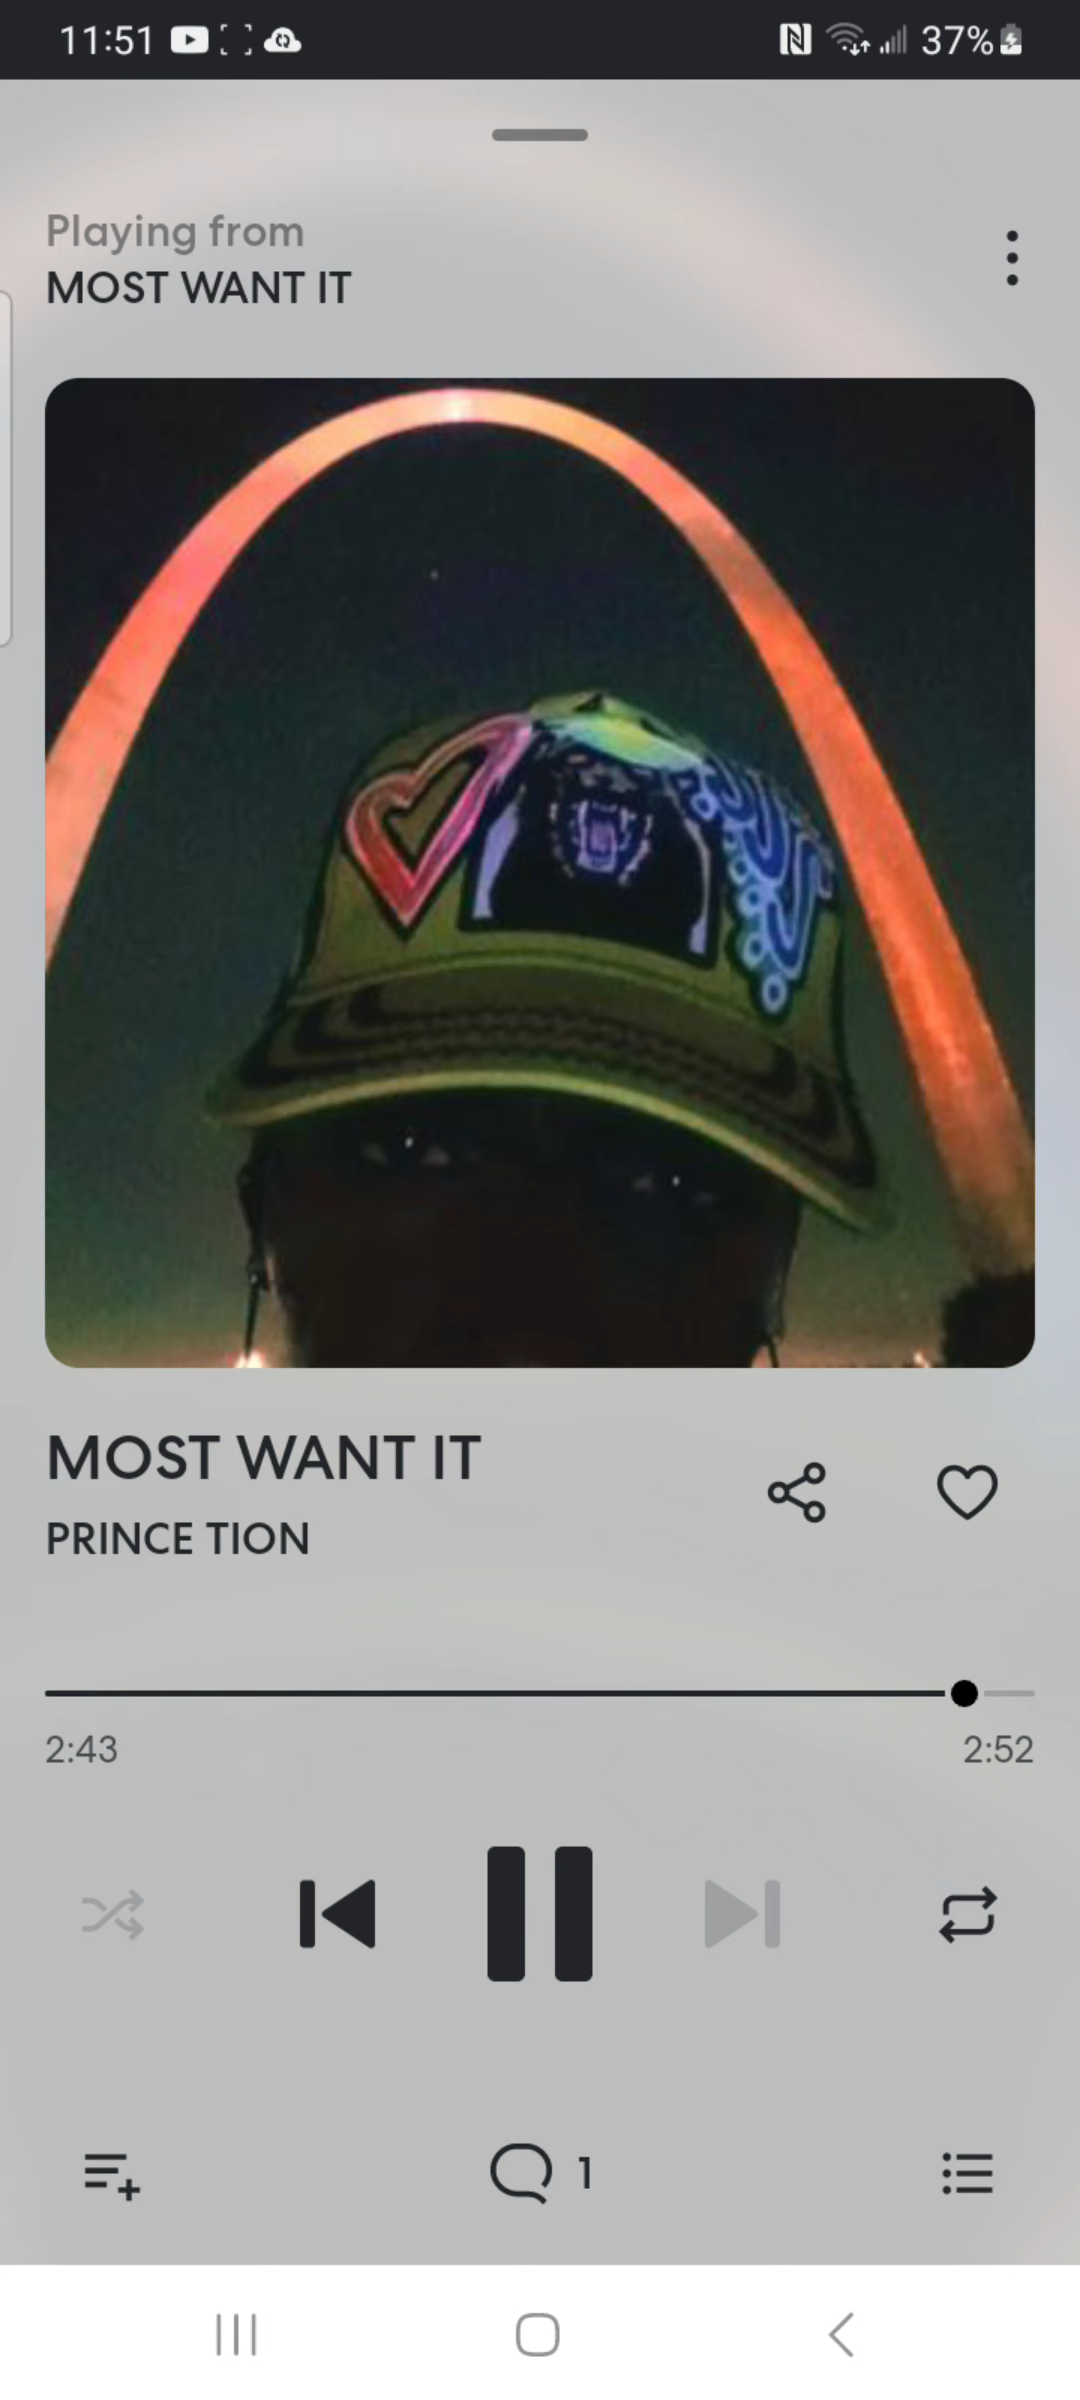 11:51 37%
Playing from
MOST WANT IT
MOST WANT IT
PRINCE TION
2:43 2:52
1